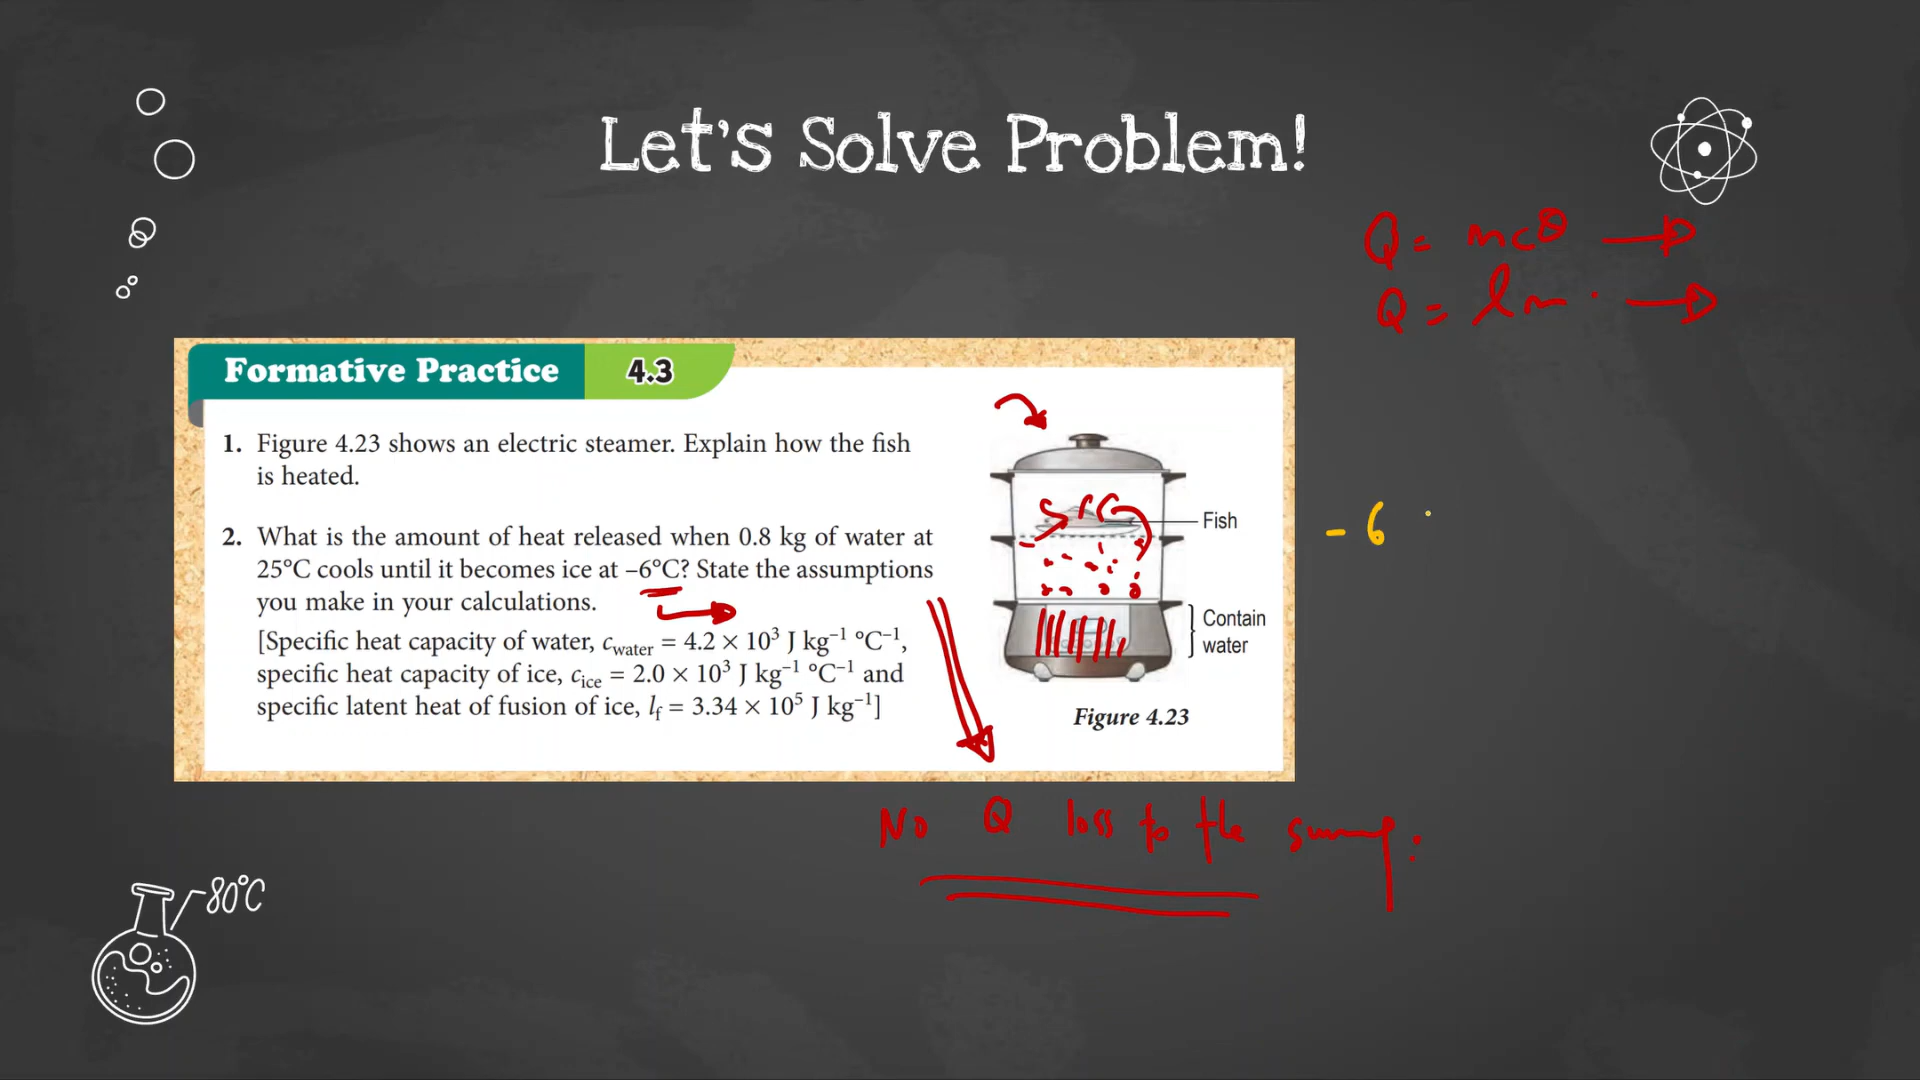 Let's Solve Problem!
Q = mcθ
Q = lm
Formative Practice 4.3
1. Figure 4.23 shows an electric steamer. Explain how the fish
is heated.
2. What is the amount of heat released when 0.8 kg of water at
25°C cools until it becomes ice at –6°C? State the assumptions
you make in your calculations.
[Specific heat capacity of water, c_water = 4.2 × 10³ J kg⁻¹ °C⁻¹,
specific heat capacity of ice, c_ice = 2.0 × 10³ J kg⁻¹ °C⁻¹ and
specific latent heat of fusion of ice, l_f = 3.34 × 10⁵ J kg⁻¹]
Fish
Contain
water
Figure 4.23
- 6
No Q loss to the
80°C